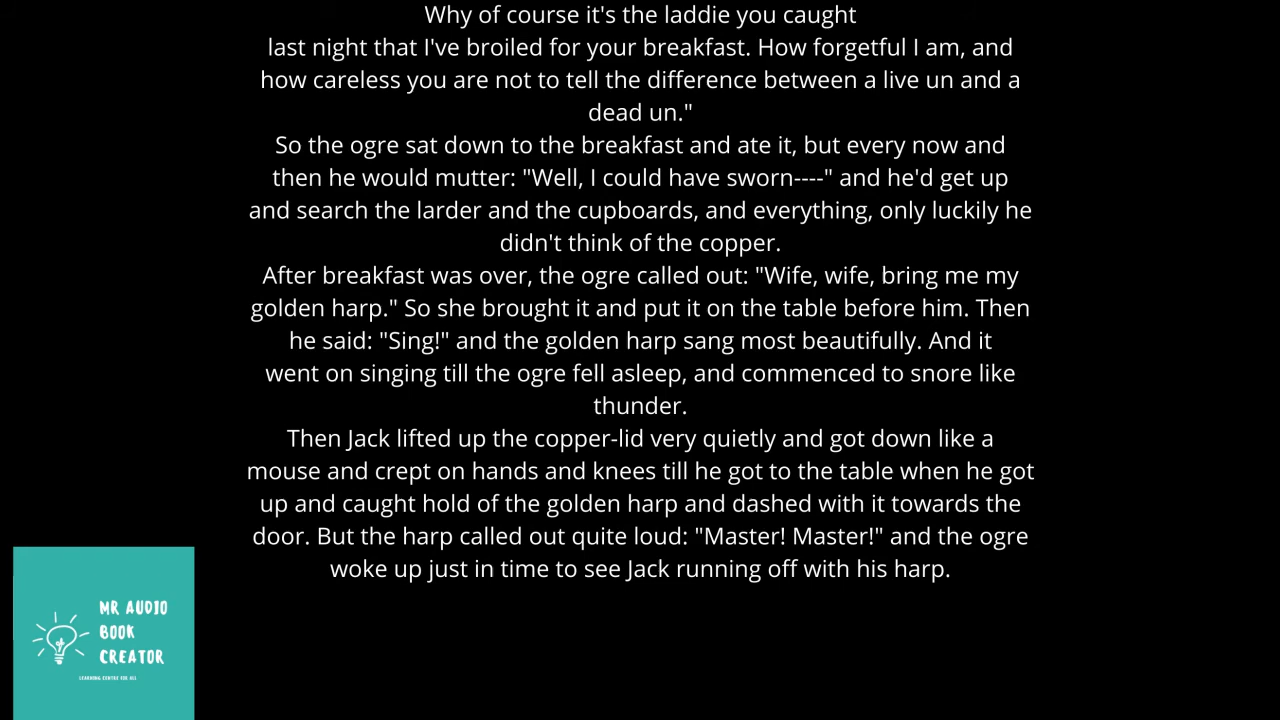 Why of course it's the laddie you caught
last night that I've broiled for your breakfast. How forgetful I am, and
how careless you are not to tell the difference between a live un and a
dead un."
So the ogre sat down to the breakfast and ate it, but every now and
then he would mutter: "Well, I could have sworn----" and he'd get up
and search the larder and the cupboards, and everything, only luckily he
didn't think of the copper.
After breakfast was over, the ogre called out: "Wife, wife, bring me my
golden harp." So she brought it and put it on the table before him. Then
he said: "Sing!" and the golden harp sang most beautifully. And it
went on singing till the ogre fell asleep, and commenced to snore like
thunder.
Then Jack lifted up the copper-lid very quietly and got down like a
mouse and crept on hands and knees till he got to the table when he got
up and caught hold of the golden harp and dashed with it towards the
door. But the harp called out quite loud: "Master! Master!" and the ogre
woke up just in time to see Jack running off with his harp.
MR AUDIO
BOOK
CREATOR
LEARNING CENTRE FOR ALL